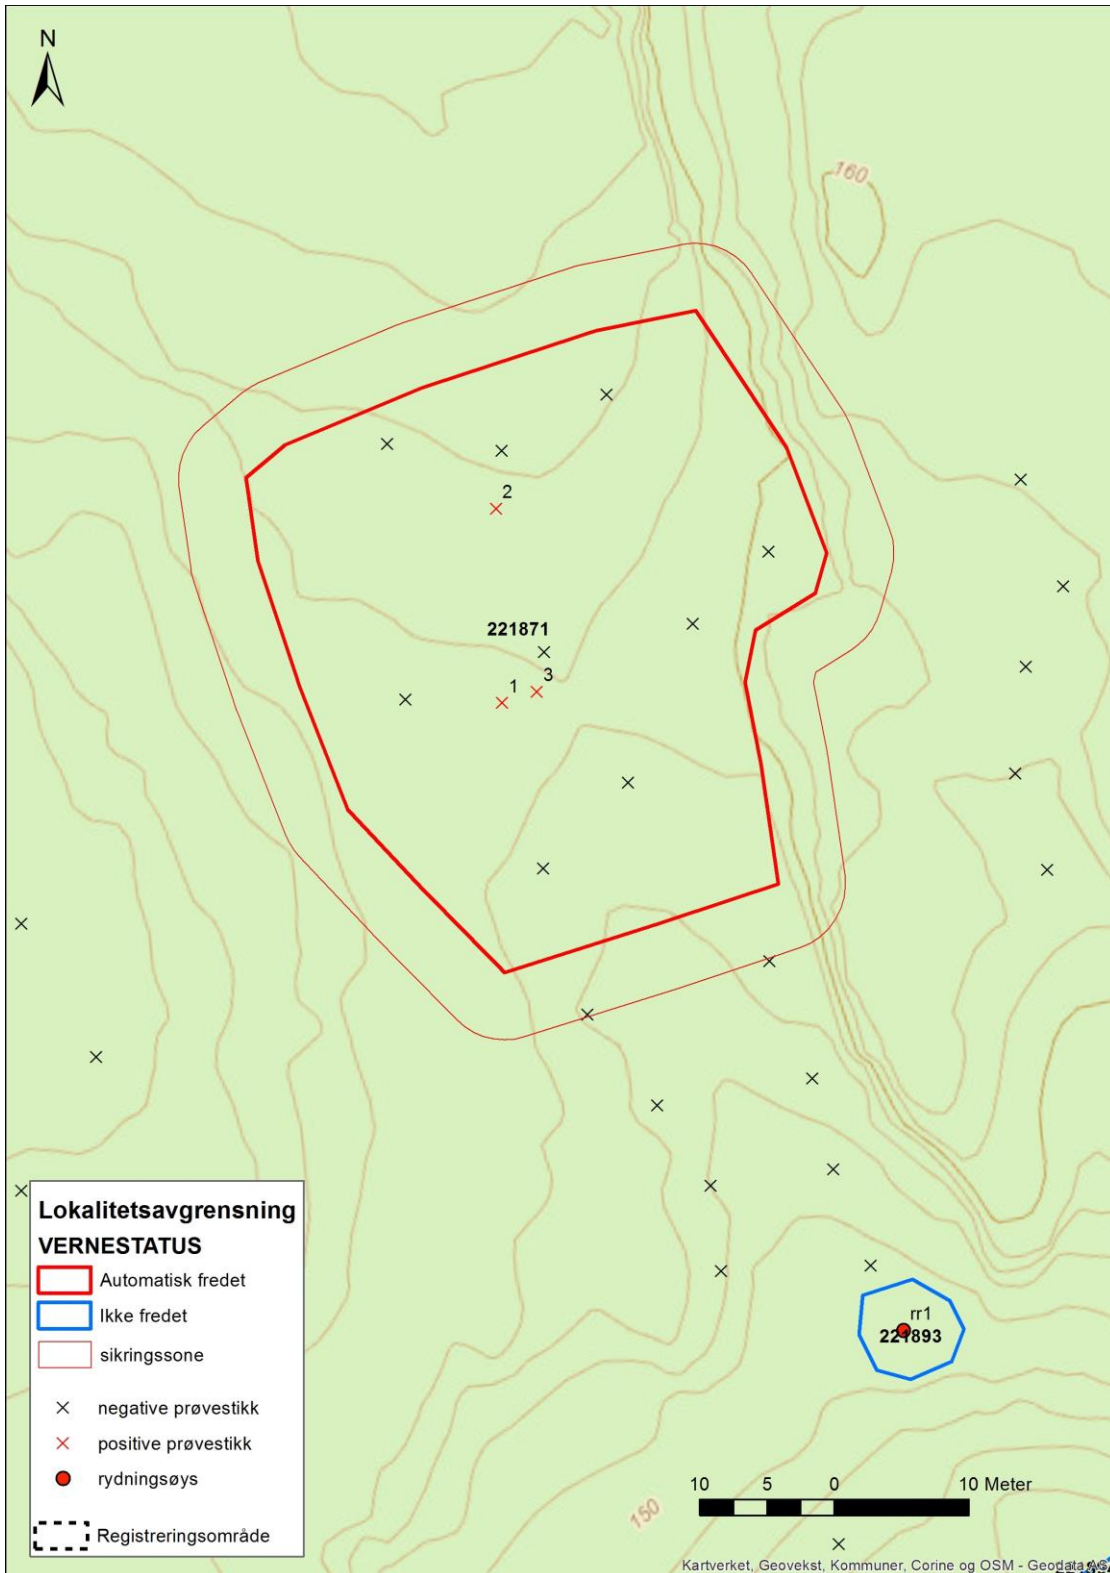 N
160
2
221871
3
1
Lokalitetsavgrensning
VERNESTATUS
Automatisk fredet
Ikke fredet
sikringssone
negative prøvestikk
positive prøvestikk
rydningsøys
Registreringsområde
rr1
221893
10 5 0 10 Meter
150
Kartverket, Geovekst, Kommuner, Corine og OSM - Geodata AS